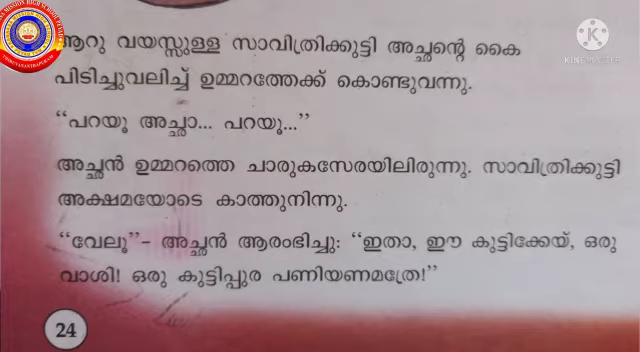 ആറു വയസ്സുള്ള സാവിത്രിക്കുട്ടി അച്ഛന്റെ കൈ
പിടിച്ചുവലിച്ച് ഉമ്മറത്തേക്ക് കൊണ്ടുവന്നു.
“പറയൂ അച്ഛാ... പറയൂ...”
അച്ഛൻ ഉമ്മറത്തെ ചാരുകസേരയിലിരുന്നു. സാവിത്രിക്കുട്ടി
അക്ഷമയോടെ കാത്തുനിന്നു.
“വേലൂ”- അച്ഛൻ ആരംഭിച്ചു: “ഇതാ, ഈ കുട്ടിക്കേയ്, ഒരു
വാശി! ഒരു കുട്ടിപ്പുര പണിയണമത്രേ!”
24
KINEMASTER